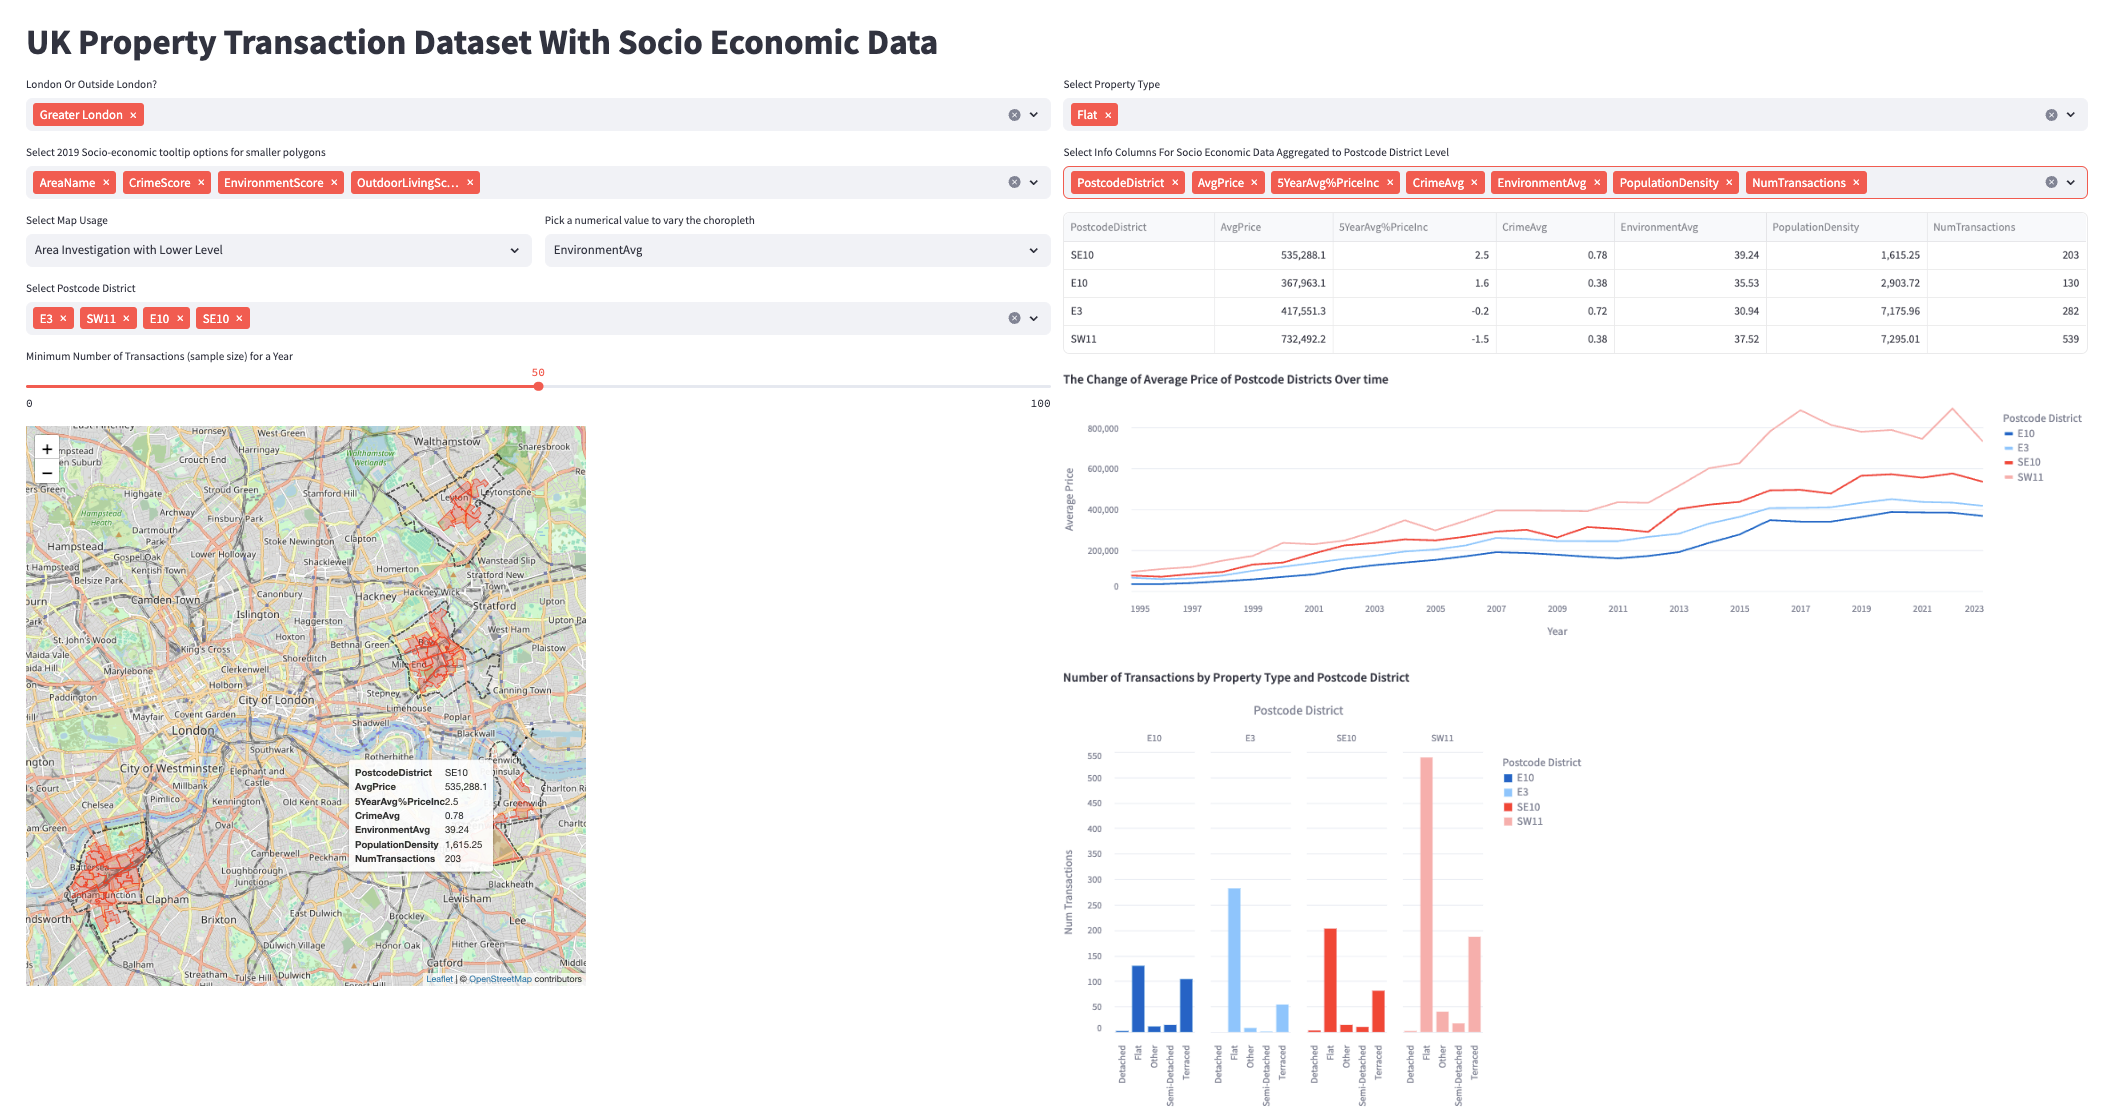 UK Property Transaction Dataset With Socio Economic Data
London Or Outside London?
Greater London ×
Select 2019 Socio-economic tooltip options for smaller polygons
AreaName × CrimeScore × EnvironmentScore × OutdoorLivingSc... ×
Select Map Usage
Pick a numerical value to vary the choropleth
Area Investigation with Lower Level
EnvironmentAvg
Select Postcode District
E3 × SW11 × E10 × SE10 ×
Minimum Number of Transactions (sample size) for a Year
50
0 100
Select Property Type
Flat ×
Select Info Columns For Socio Economic Data Aggregated to Postcode District Level
PostcodeDistrict × AvgPrice × 5YearAvg%PriceInc × CrimeAvg × EnvironmentAvg × PopulationDensity × NumTransactions ×
PostcodeDistrict AvgPrice 5YearAvg%PriceInc CrimeAvg EnvironmentAvg PopulationDensity NumTransactions
SE10 535,288.1 2.5 0.78 39.24 1,615.25 203
E10 367,963.1 1.6 0.38 35.53 2,903.72 130
E3 417,551.3 -0.2 0.72 30.94 7,175.96 282
SW11 732,492.2 -1.5 0.38 37.52 7,295.01 539
+
−
Hornsey
West Green
Harringay
Walthamstow
Snaresbrook
Walthamstow
Wetlands
Crouch End
Highgate
Stroud Green
Stamford Hill
Leyton
Leytonstone
Archway
Finsbury Park
Hampstead
Heath
Dartmouth
Park
Stoke Newington
Clapton
Hampstead
Gospel Oak
Lower Holloway
Shacklewell
Wanstead Slip
Kentish Town
Homerton
Stratford New
Town
Belsize Park
Canonbury
Hackney
Hackney Wick
Stratford
Camden Town
Islington
Haggerston
Upton
Hoxton
West Ham
Upton Pa
St. John's Wood
King's Cross
Bethnal Green
Plaistow
Maida Vale
Shoreditch
Mile End
Marylebone
Clerkenwell
Holborn
Stepney
Canning Town
Paddington
City of London
Limehouse
Mayfair
Covent Garden
Shadwell
Poplar
London
Blackwall
Southwark
Rotherhithe
City of Westminster
Elephant and
Castle
Millbank
Pimlico
Chelsea
Kennington
Old Kent Road
Charlton
Oval
Camberwell
Peckham
Battersea
Loughborough
Junction
Blackheath
Clapham Junction
Clapham
Lewisham
Brixton
East Dulwich
Brockley
Lee
Dulwich Village
Honor Oak
Hither Green
Balham
Catford
Middle
Streatham
Tulse Hill
Forest Hill
PostcodeDistrict SE10
AvgPrice 535,288.1
5YearAvg%PriceInc 2.5
CrimeAvg 0.78
EnvironmentAvg 39.24
PopulationDensity 1,615.25
NumTransactions 203
Leaflet | © OpenStreetMap contributors
The Change of Average Price of Postcode Districts Over time
Average Price
800,000
600,000
400,000
200,000
0
1995 1997 1999 2001 2003 2005 2007 2009 2011 2013 2015 2017 2019 2021 2023
Year
Postcode District
E10
E3
SE10
SW11
Number of Transactions by Property Type and Postcode District
Postcode District
E10 E3 SE10 SW11
Num Transactions
550
500
450
400
350
300
250
200
150
100
50
0
Detached Flat Other Semi-Detached Terraced
Detached Flat Other Semi-Detached Terraced
Detached Flat Other Semi-Detached Terraced
Detached Flat Other Semi-Detached Terraced
Postcode District
E10
E3
SE10
SW11